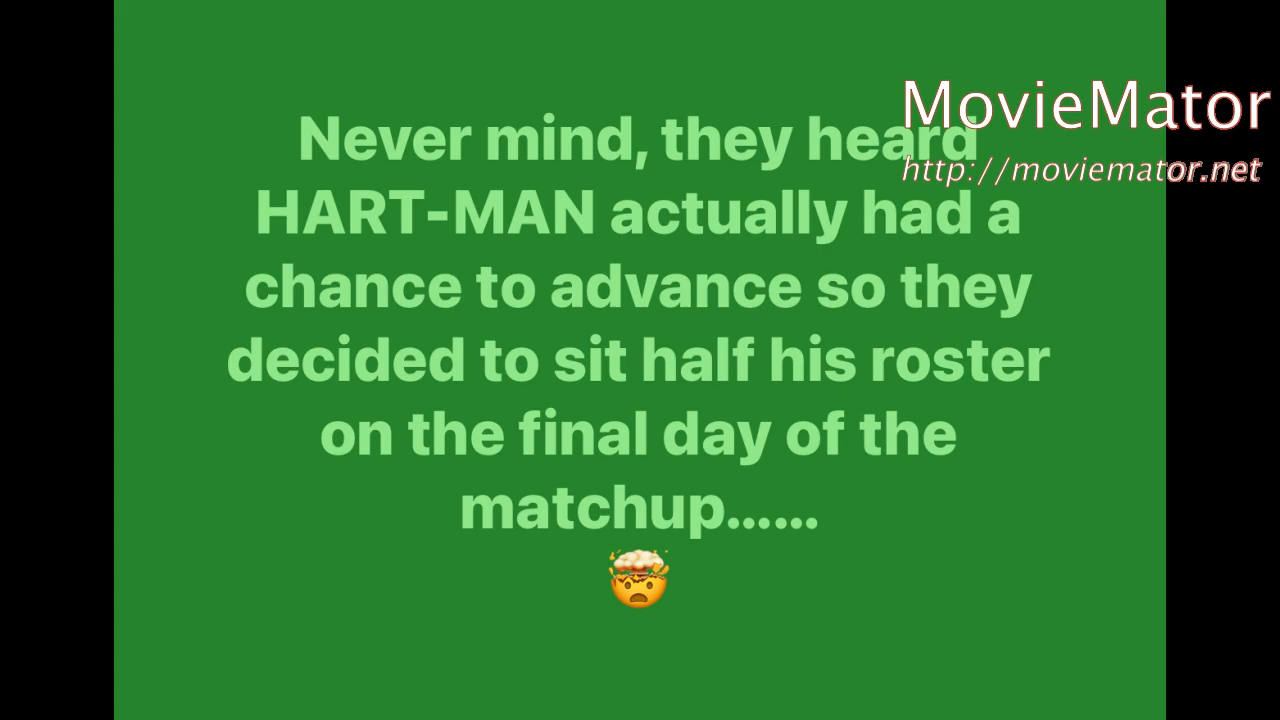 MovieMator
http://moviemator.net
Never mind, they heard
HART-MAN actually had a
chance to advance so they
decided to sit half his roster
on the final day of the
matchup......
🤯